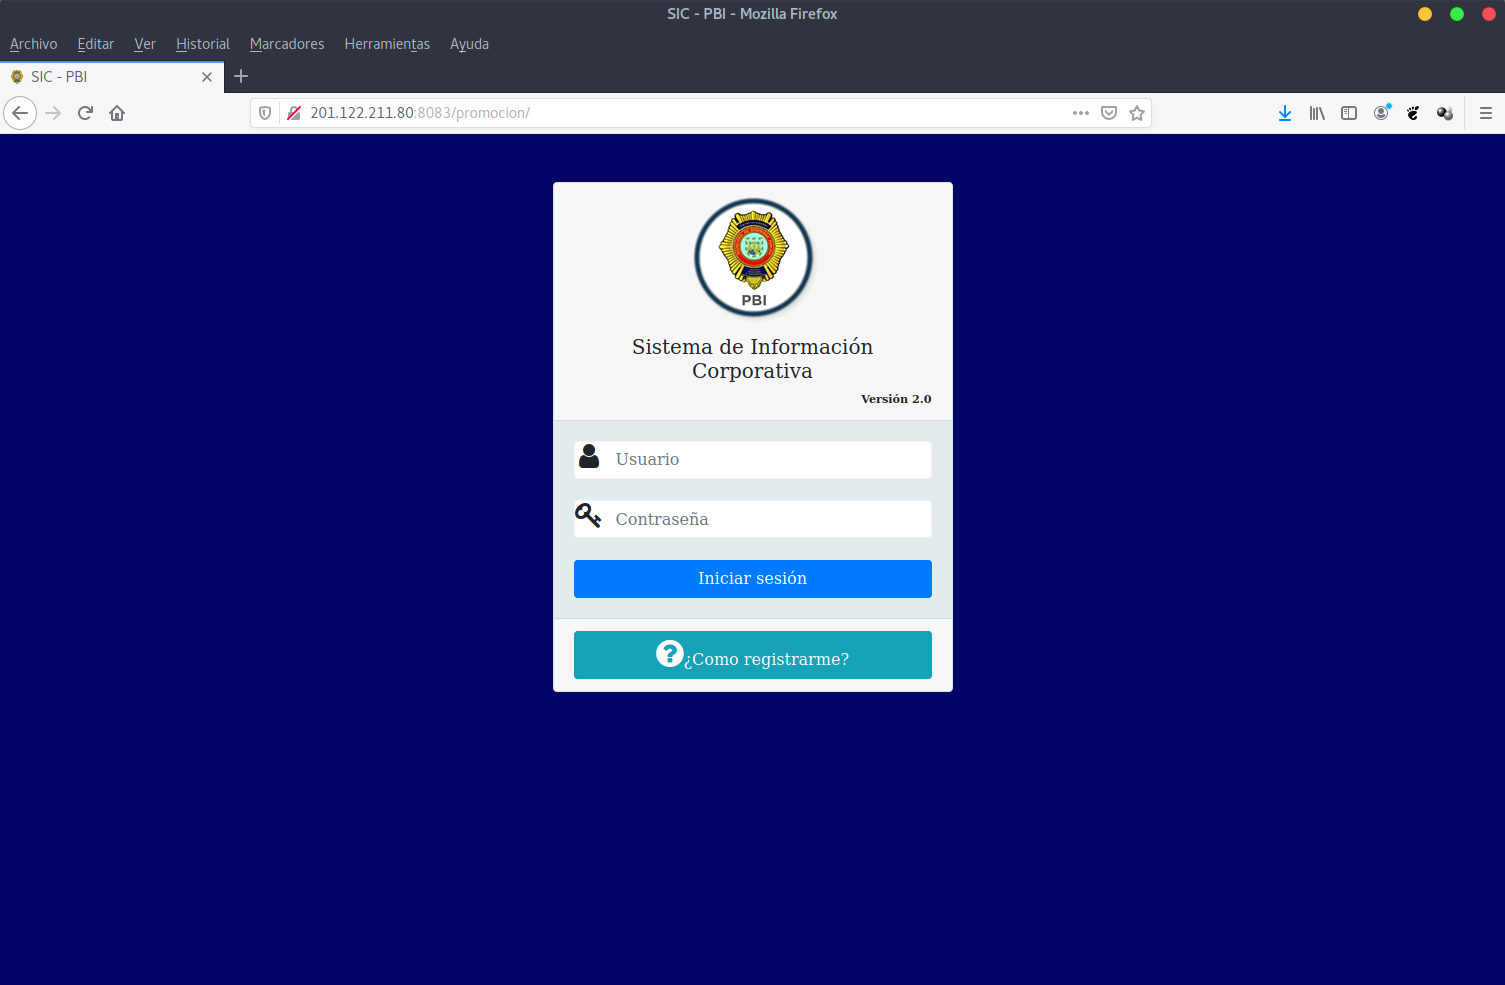 SIC - PBI - Mozilla Firefox
Archivo Editar Ver Historial Marcadores Herramientas Ayuda
SIC - PBI
201.122.211.80:8083/promocion/
PBI
Sistema de Información
Corporativa
Versión 2.0
Usuario
Contraseña
Iniciar sesión
¿Como registrarme?